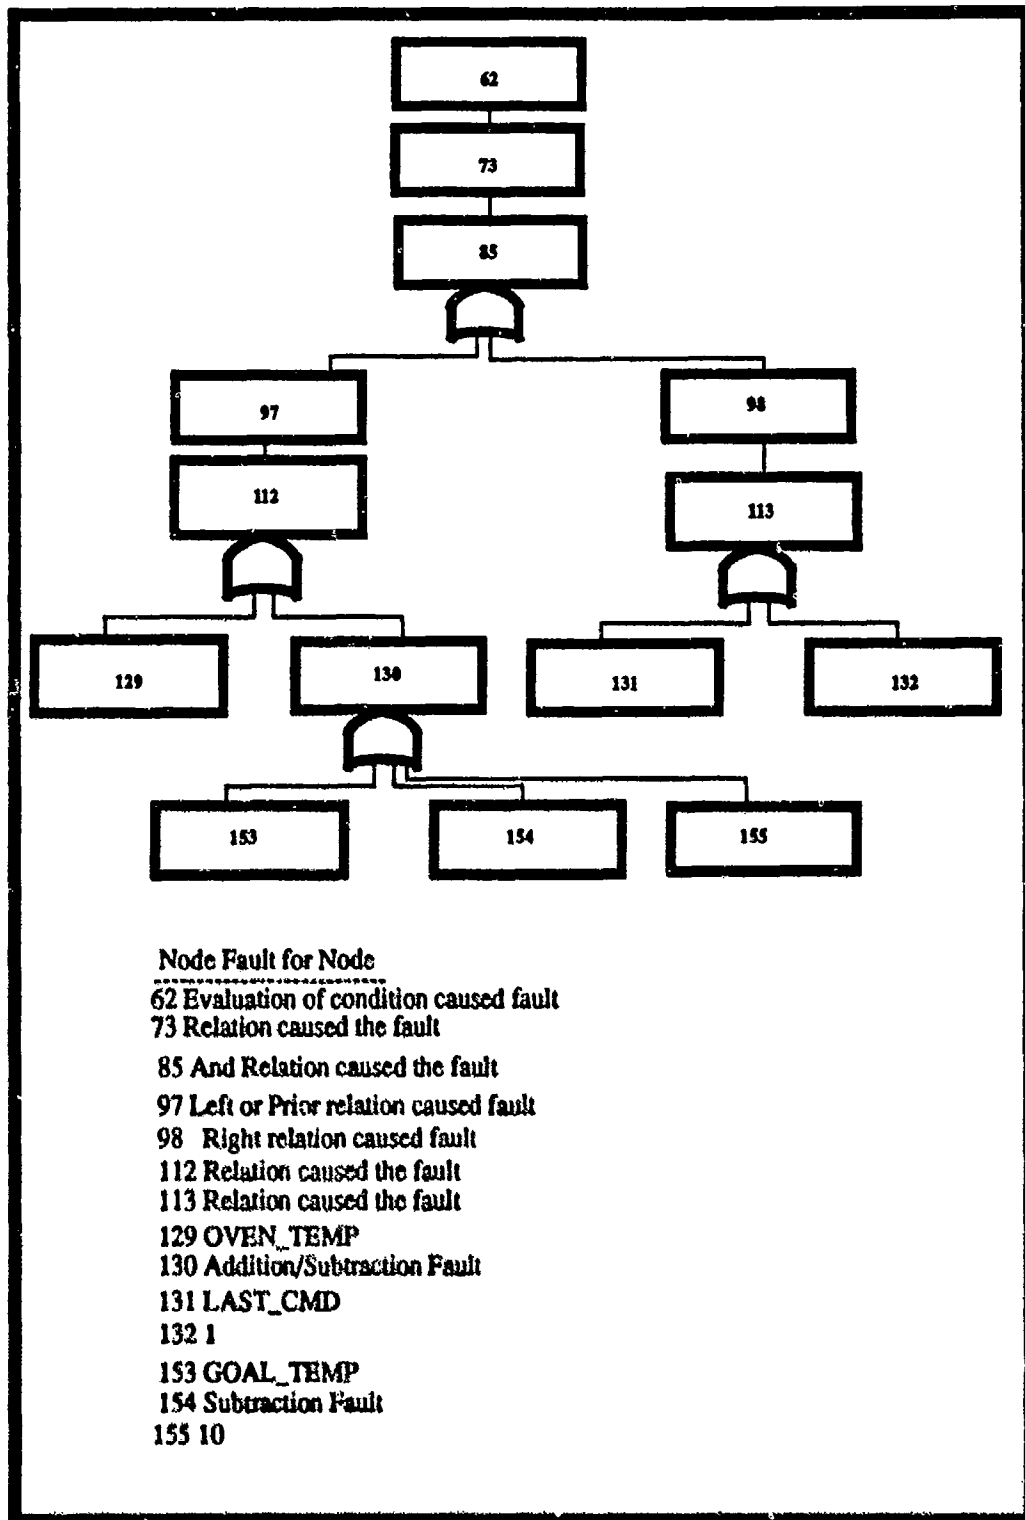 62
73
85
97
98
112
113
129
130
131
132
153
154
155
Node Fault for Node
62 Evaluation of condition caused fault
73 Relation caused the fault
85 And Relation caused the fault
97 Left or Prior relation caused fault
98 Right relation caused fault
112 Relation caused the fault
113 Relation caused the fault
129 OVEN_TEMP
130 Addition/Subtraction Fault
131 LAST_CMD
132 1
153 GOAL_TEMP
154 Subtraction Fault
155 10